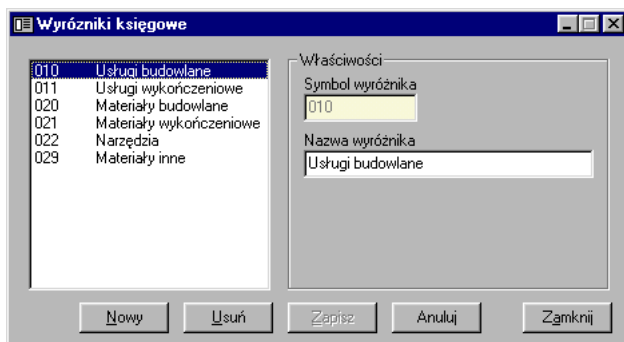 Wyrózniki księgowe
010 Usługi budowlane
011 Usługi wykończeniowe
020 Materiały budowlane
021 Materiały wykończeniowe
022 Narzędzia
029 Materiały inne
Właściwości
Symbol wyróżnika
010
Nazwa wyróżnika
Usługi budowlane
Nowy Usuń Zapisz Anuluj Zamknij